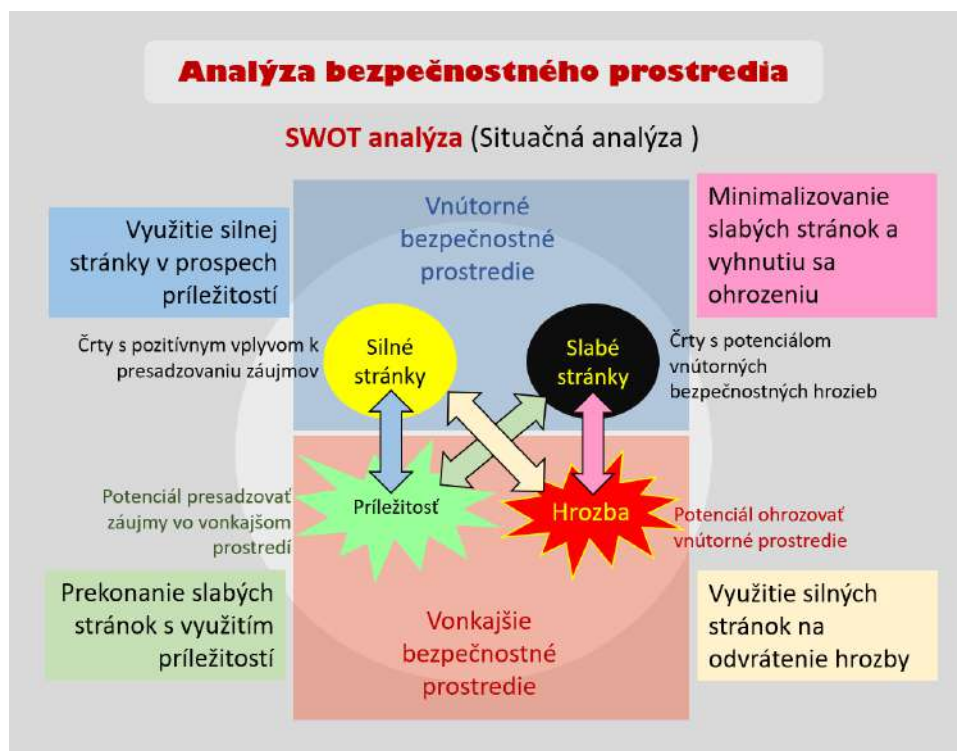 Analýza bezpečnostného prostredia
SWOT analýza (Situačná analýza )
Využitie silnej
stránky v prospech
príležitostí
Vnútorné
bezpečnostné
prostredie
Minimalizovanie
slabých stránok a
vyhnutiu sa
ohrozeniu
Črty s pozitívnym vplyvom k
presadzovaniu záujmov
Silné
stránky
Slabé
stránky
Črty s potenciálom
vnútorných
bezpečnostných hrozieb
Potenciál presadzovať
záujmy vo vonkajšom
prostredí
Príležitosť
Hrozba
Potenciál ohrozovať
vnútorné prostredie
Prekonanie slabých
stránok s využitím
príležitostí
Vonkajšie
bezpečnostné
prostredie
Využitie silných
stránok na
odvrátenie hrozby